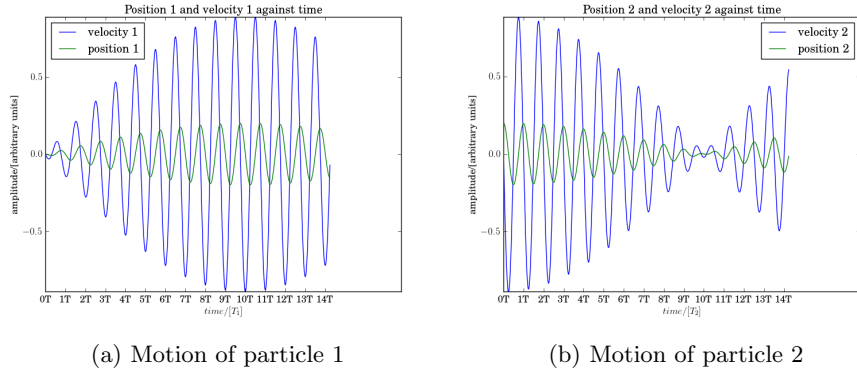 Position 1 and velocity 1 against time
velocity 1
position 1
amplitude/[arbitrary units]
0.5
0.0
−0.5
0T 1T 2T 3T 4T 5T 6T 7T 8T 9T 10T 11T 12T 13T 14T
time/[T₁]
(a) Motion of particle 1
Position 2 and velocity 2 against time
velocity 2
position 2
amplitude/[arbitrary units]
0.5
0.0
−0.5
0T 1T 2T 3T 4T 5T 6T 7T 8T 9T 10T 11T 12T 13T 14T
time/[T₂]
(b) Motion of particle 2